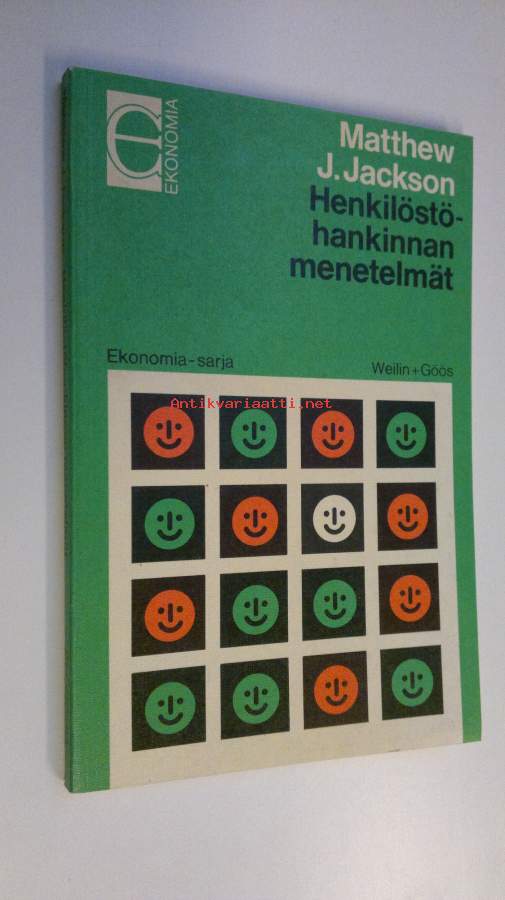 e
EKONOMIA
Matthew
J. Jackson
Henkilöstö-
hankinnan
menetelmät
Ekonomia-sarja
Weilin+Göös
Antikvariaatti.net